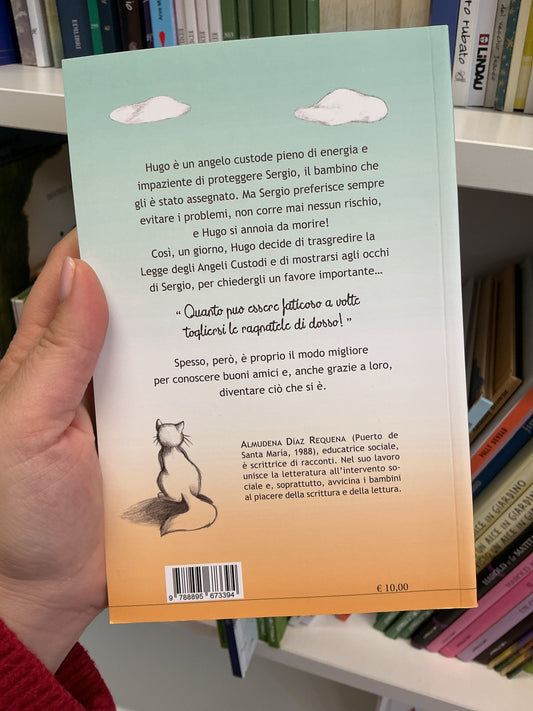 Hugo è un angelo custode pieno di energia e
impaziente di proteggere Sergio, il bambino che
gli è stato assegnato. Ma Sergio preferisce sempre
evitare i problemi, non corre mai nessun rischio,
e Hugo si annoia da morire!
Così, un giorno, Hugo decide di trasgredire la
Legge degli Angeli Custodi e di mostrarsi agli occhi
di Sergio, per chiedergli un favore importante...
“ Quanto può essere faticoso a volte
togliersi le ragnatele di dosso! ”
Spesso, però, è proprio il modo migliore
per conoscere buoni amici e, anche grazie a loro,
diventare ciò che si è.
ALMUDENA DÍAZ REQUENA (Puerto de
Santa María, 1988), educatrice sociale,
è scrittrice di racconti. Nel suo lavoro
unisce la letteratura all'intervento so-
ciale e, soprattutto, avvicina i bambini
al piacere della scrittura e della lettura.
9 788895 673394
€ 10,00
to rubato
LINDAU